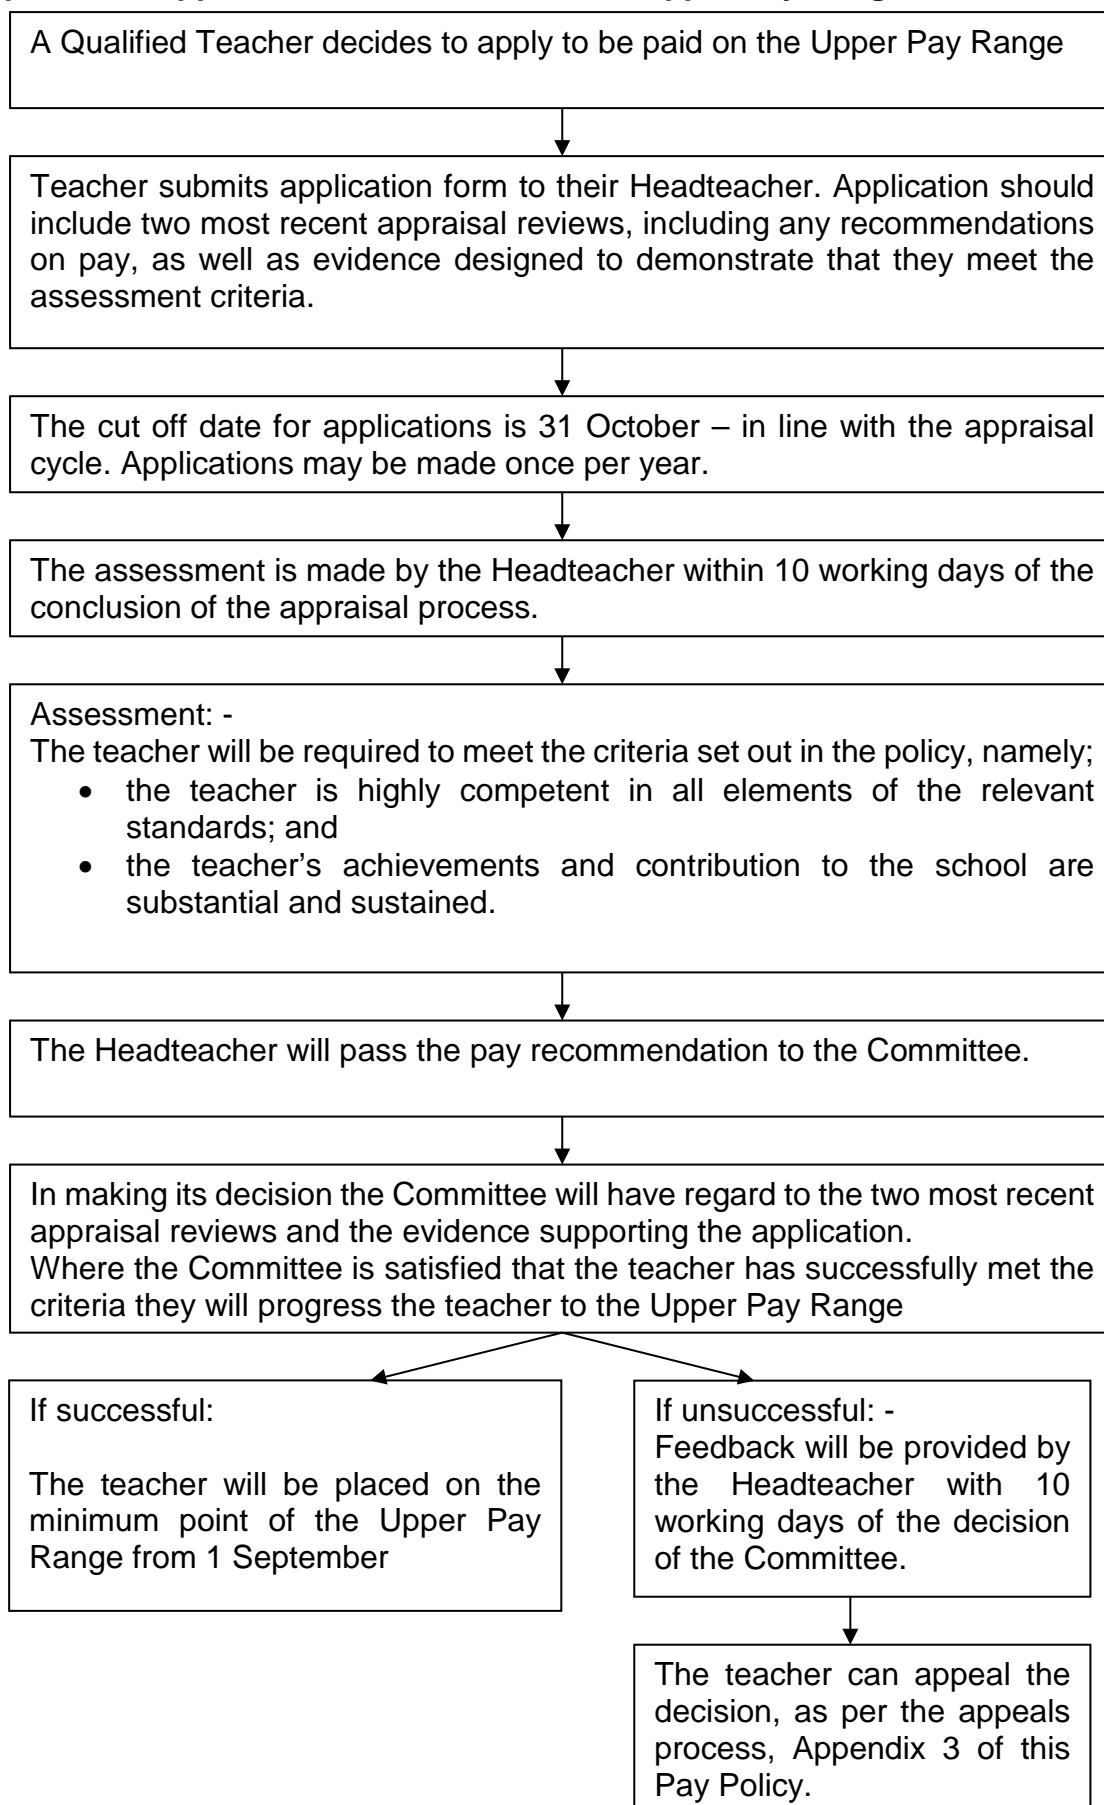 A Qualified Teacher decides to apply to be paid on the Upper Pay Range
Teacher submits application form to their Headteacher. Application should
include two most recent appraisal reviews, including any recommendations
on pay, as well as evidence designed to demonstrate that they meet the
assessment criteria.
The cut off date for applications is 31 October – in line with the appraisal
cycle. Applications may be made once per year.
The assessment is made by the Headteacher within 10 working days of the
conclusion of the appraisal process.
Assessment: -
The teacher will be required to meet the criteria set out in the policy, namely;
• the teacher is highly competent in all elements of the relevant
standards; and
• the teacher's achievements and contribution to the school are
substantial and sustained.
The Headteacher will pass the pay recommendation to the Committee.
In making its decision the Committee will have regard to the two most recent
appraisal reviews and the evidence supporting the application.
Where the Committee is satisfied that the teacher has successfully met the
criteria they will progress the teacher to the Upper Pay Range
If successful:
The teacher will be placed on the
minimum point of the Upper Pay
Range from 1 September
If unsuccessful: -
Feedback will be provided by
the Headteacher with 10
working days of the decision
of the Committee.
The teacher can appeal the
decision, as per the appeals
process, Appendix 3 of this
Pay Policy.